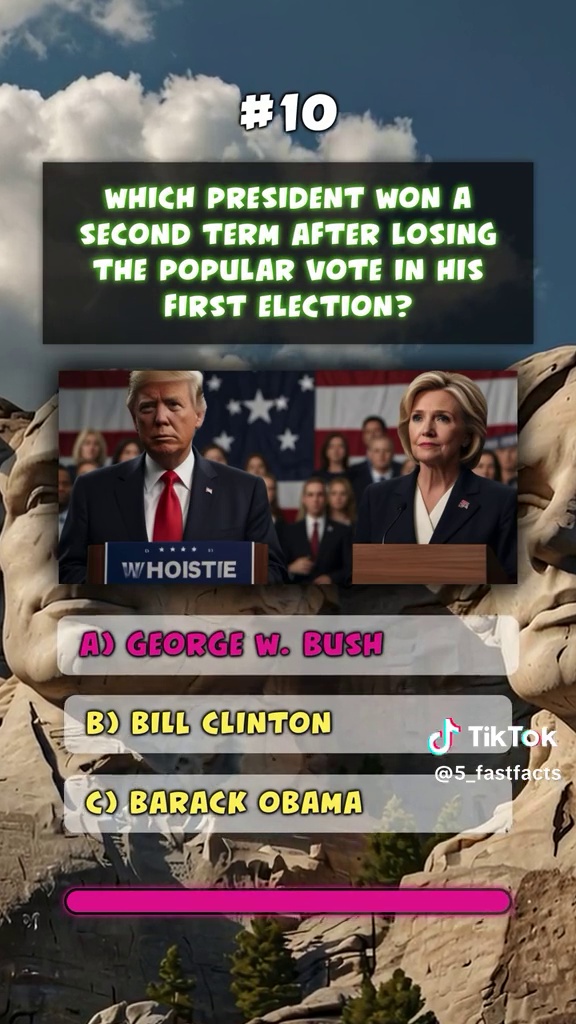 #10
WHICH PRESIDENT WON A
SECOND TERM AFTER LOSING
THE POPULAR VOTE IN HIS
FIRST ELECTION?
WHOISTIE
A) GEORGE W. BUSH
B) BILL CLINTON
TikTok
@5_fastfacts
C) BARACK OBAMA